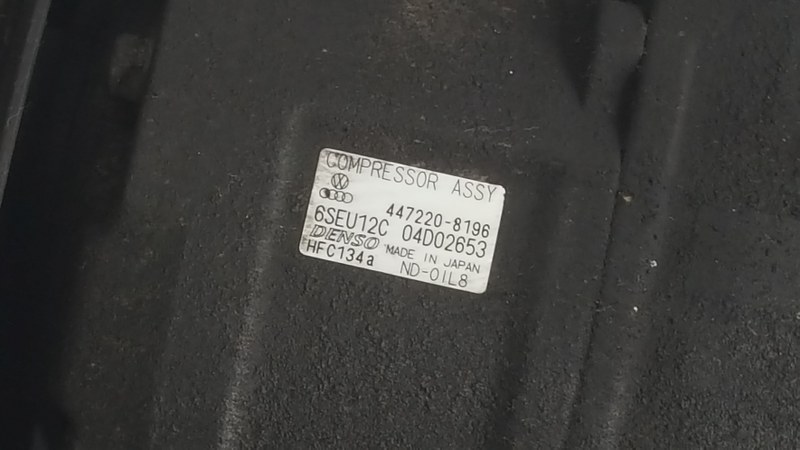 COMPRESSOR ASSY
447220-8196
6SEU12C 04D02653
DENSO MADE IN JAPAN
HFC134a ND-OIL8